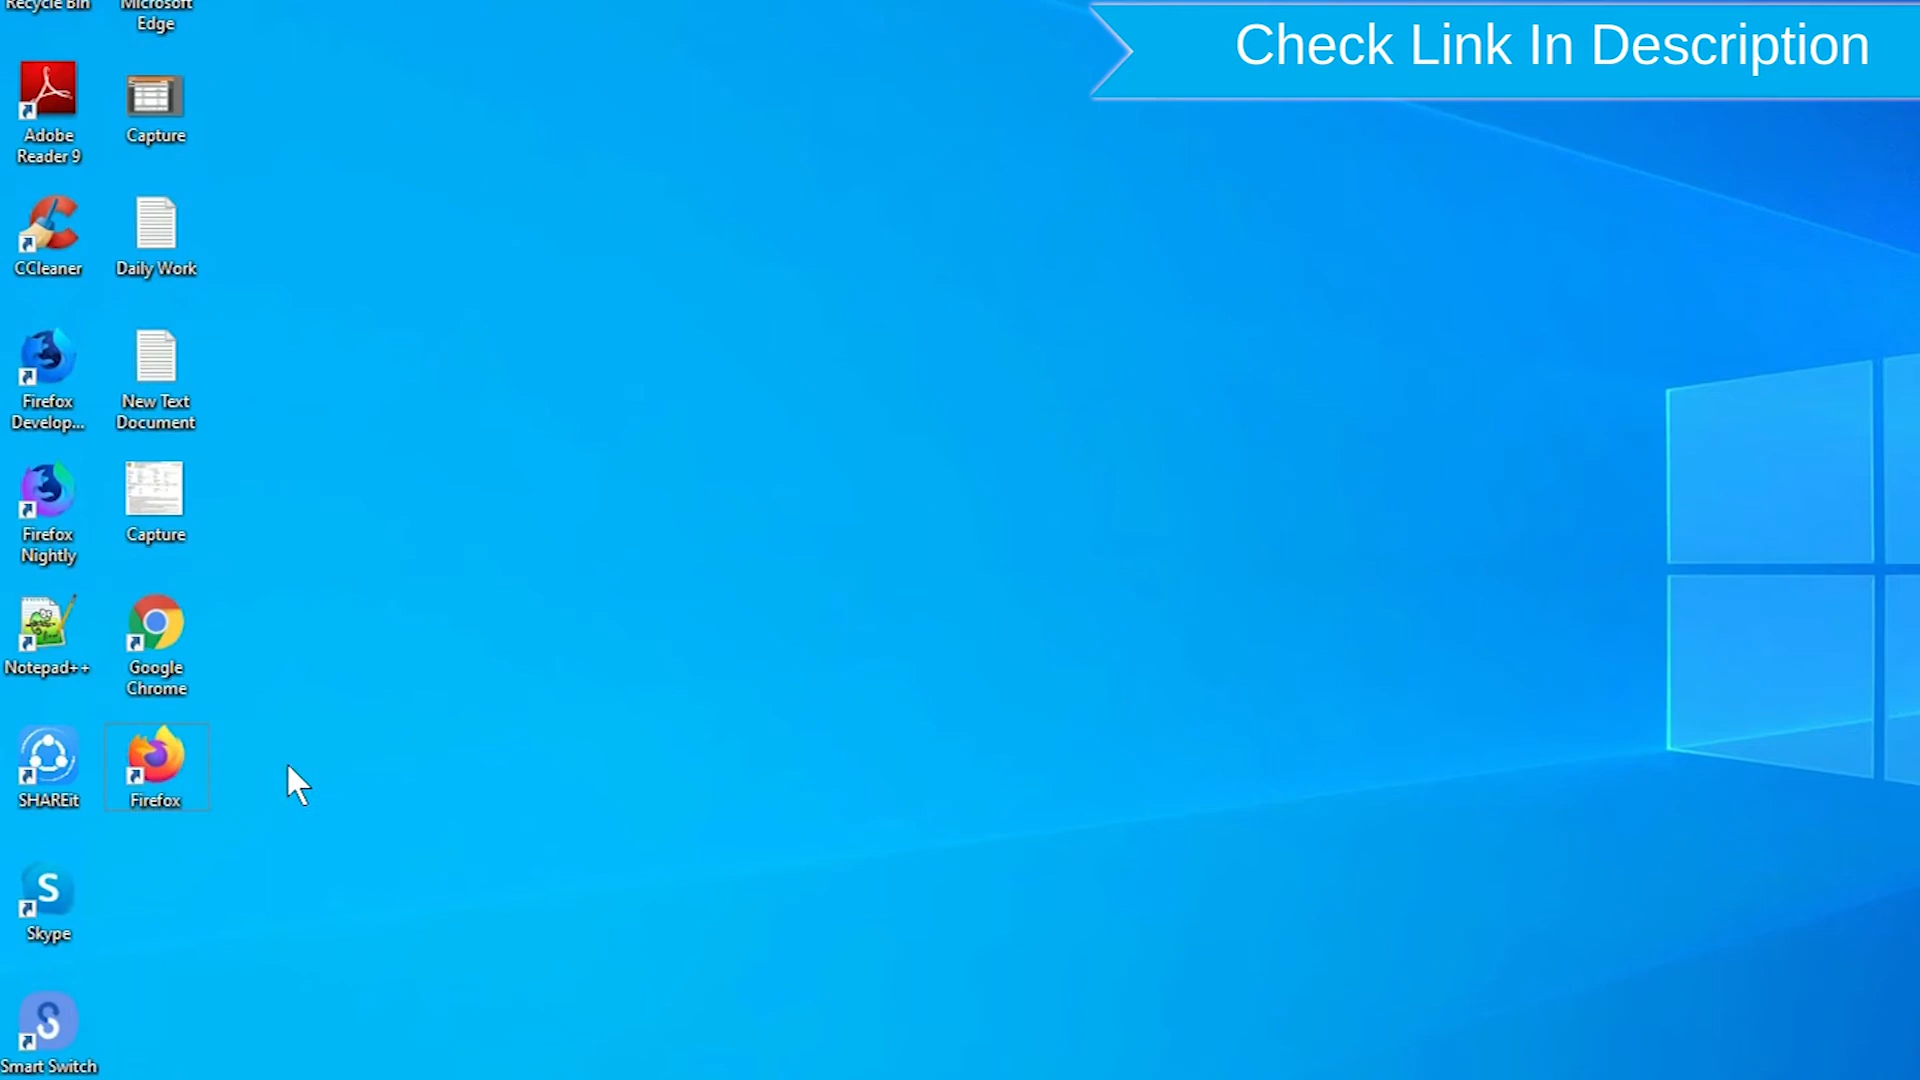 Recycle Bin
Microsoft
Edge
Check Link In Description
Adobe
Reader 9
Capture
CCleaner
Daily Work
Firefox
Develop...
New Text
Document
Firefox
Nightly
Capture
Notepad++
Google
Chrome
SHAREit
Firefox
Skype
Smart Switch